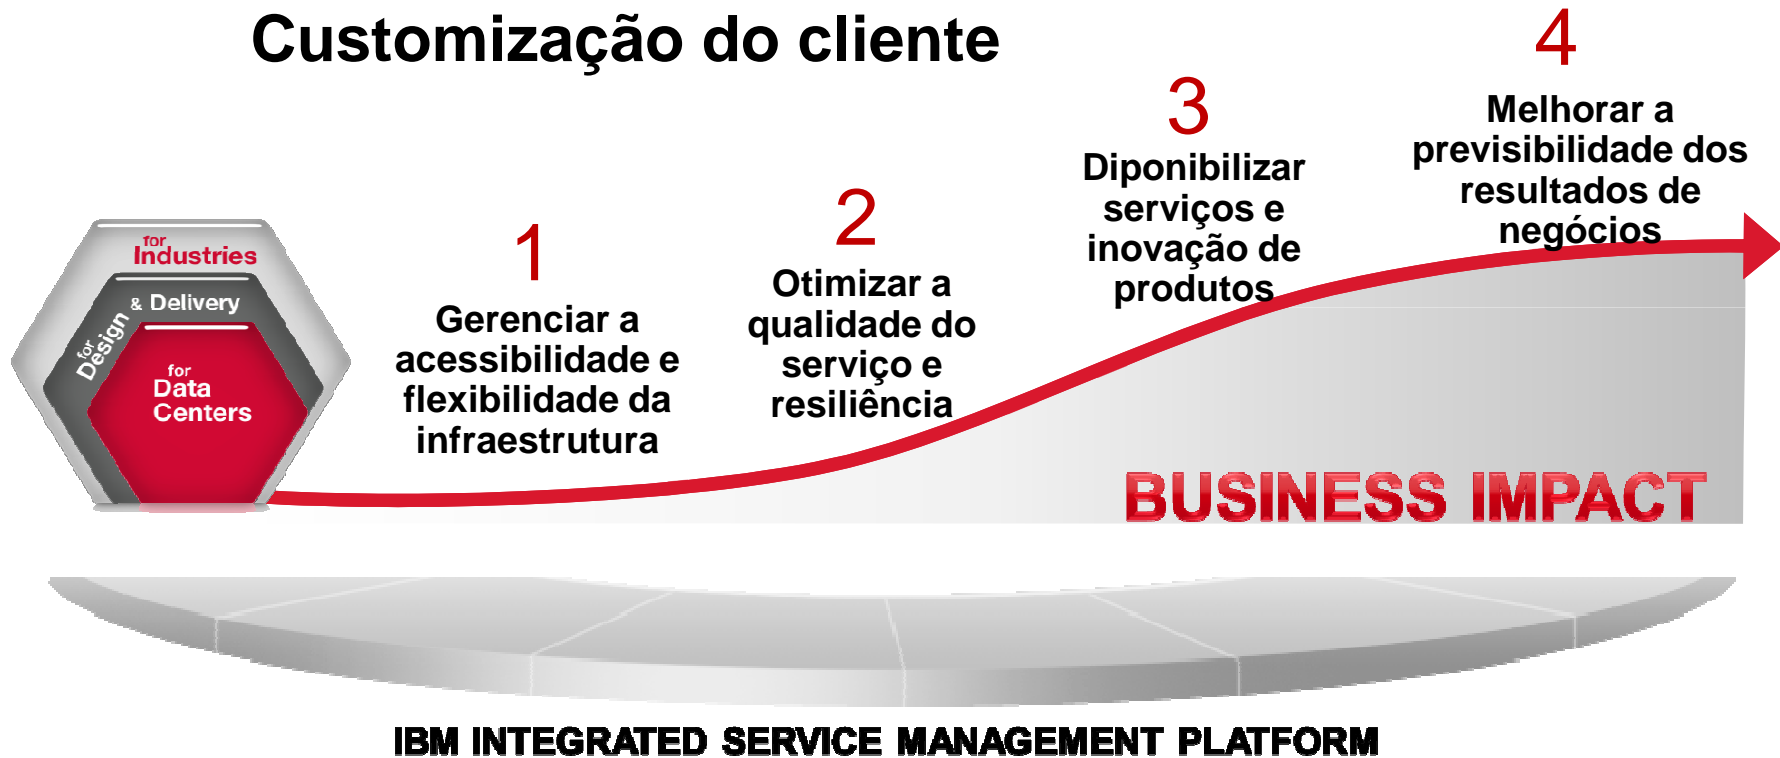 Customização do cliente
for
Industries
& Delivery
for
Design
for
Data
Centers
1
Gerenciar a
acessibilidade e
flexibilidade da
infraestrutura
2
Otimizar a
qualidade do
serviço e
resiliência
3
Diponibilizar
serviços e
inovação de
produtos
4
Melhorar a
previsibilidade dos
resultados de
negócios
BUSINESS IMPACT
IBM INTEGRATED SERVICE MANAGEMENT PLATFORM